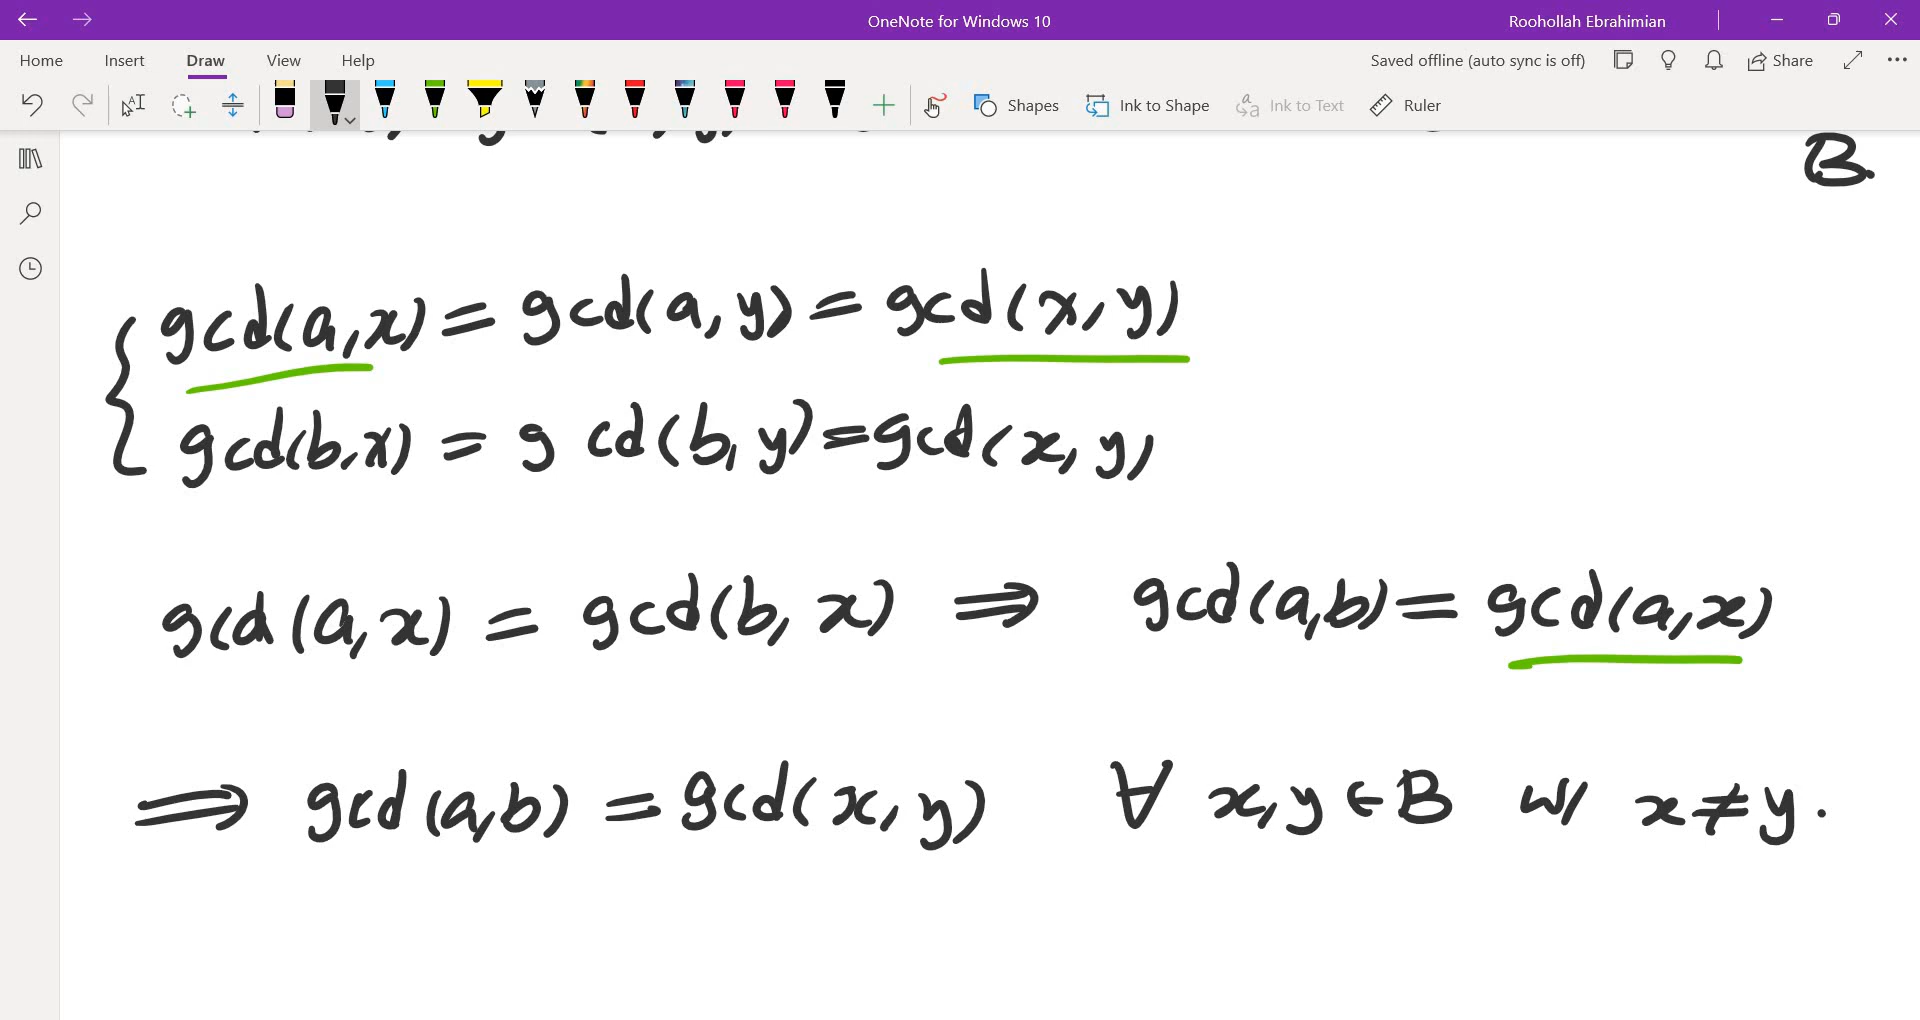 OneNote for Windows 10
Roohollah Ebrahimian
Home Insert Draw View Help
Saved offline (auto sync is off) Share
Shapes Ink to Shape Ink to Text Ruler
B.
gcd(a,x) = gcd(a,y) = gcd(x,y)
gcd(b,x) = gcd(b,y) = gcd(x,y)
gcd(a,x) = gcd(b,x) ⟹ gcd(a,b) = gcd(a,x)
⟹ gcd(a,b) = gcd(x,y) ∀ x,y ∈ B w/ x≠y.